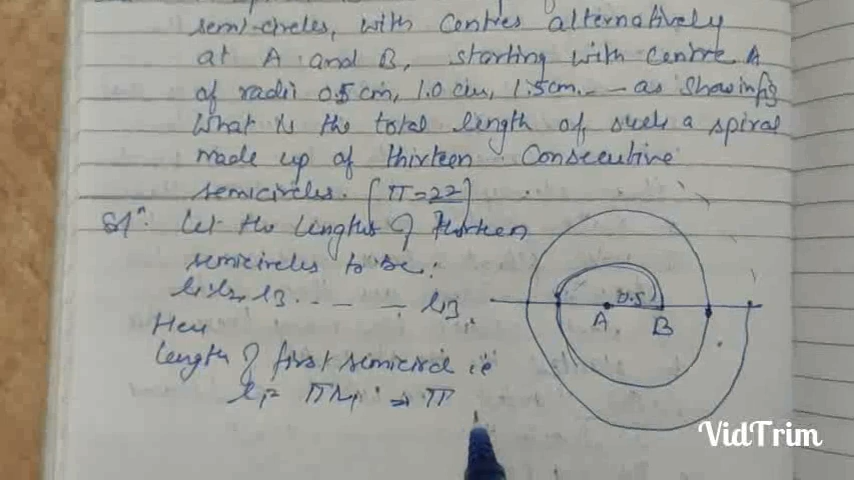 semi-circles, with centres alternatively
at A and B, starting with centre A
of radii 0.5 cm, 1.0 cm, 1.5 cm. - - as show in fig
What is the total length of such a spiral
made up of thirteen Consecutive
semicircles. [π = 22]
Solⁿ. Let the lengths of thirteen
semicircles to be:
l1, l2, l3. - - - l13.
0.5
A
B
Here
length of first semicircle ie
l1 = πr1 → π
VidTrim